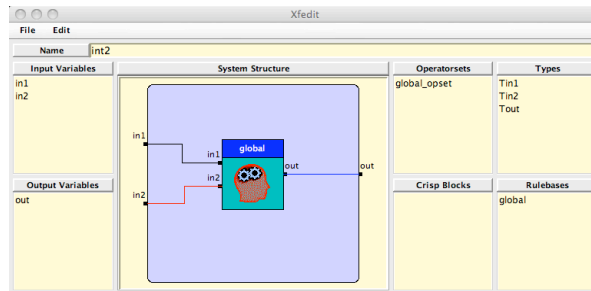 Xfedit
File Edit
Name int2
Input Variables
in1
in2
System Structure
in1
in1
global
in2
in2
out
out
Operatorsets
global_opset
Types
Tin1
Tin2
Tout
Output Variables
out
Crisp Blocks
Rulebases
global